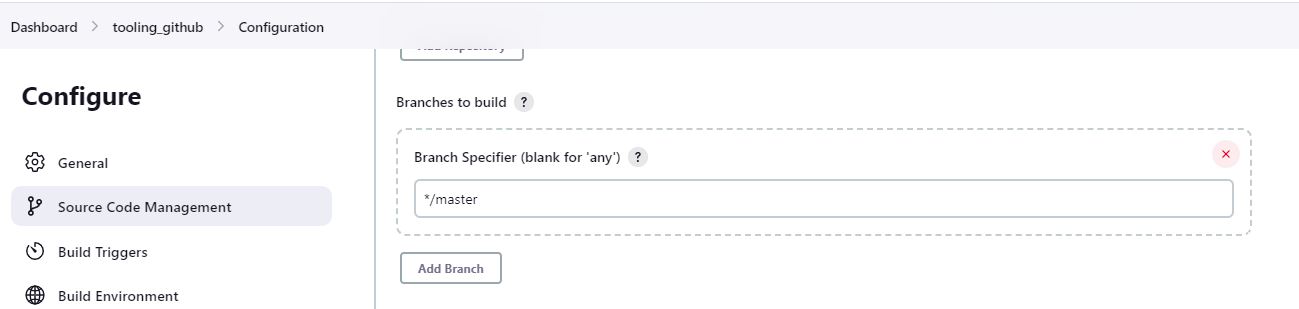 Dashboard > tooling_github > Configuration
Configure
General
Source Code Management
Build Triggers
Build Environment
Branches to build ?
Branch Specifier (blank for 'any') ?
*/master
Add Branch